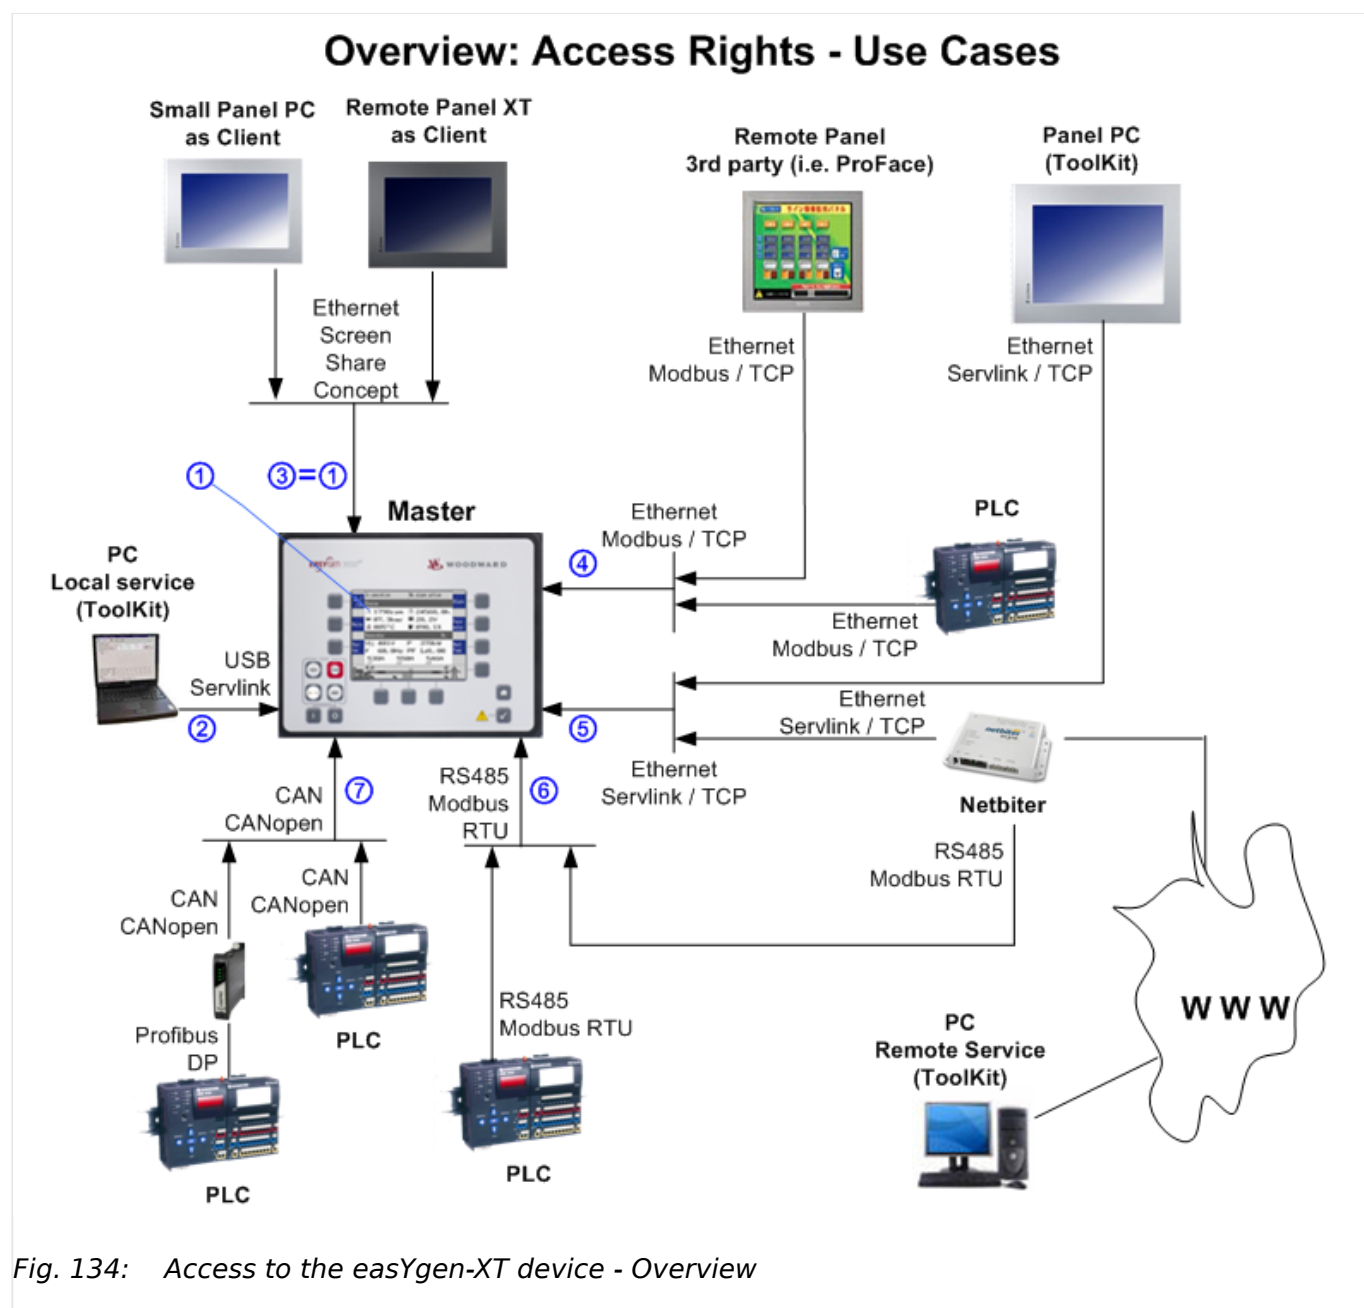 Overview: Access Rights - Use Cases
Small Panel PC
as Client
Remote Panel XT
as Client
Remote Panel
3rd party (i.e. ProFace)
Panel PC
(ToolKit)
Ethernet
Screen
Share
Concept
Ethernet
Modbus / TCP
Ethernet
Servlink / TCP
1
3=1
Master
WOODWARD
Ethernet
Modbus / TCP
4
PLC
PC
Local service
(ToolKit)
USB
Servlink
2
Ethernet
Modbus / TCP
5
Ethernet
Servlink / TCP
Ethernet
Servlink / TCP
netbiter
Netbiter
CAN
CANopen
7
RS485
Modbus
RTU
6
RS485
Modbus RTU
CAN
CANopen
CAN
CANopen
Profibus
DP
PLC
RS485
Modbus RTU
PLC
PLC
W W W
PC
Remote Service
(ToolKit)
Fig. 134: Access to the easYgen-XT device - Overview